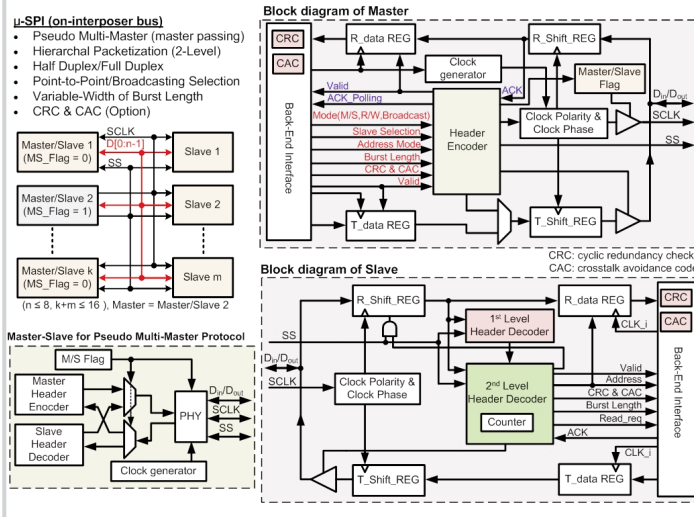 μ-SPI (on-interposer bus)
• Pseudo Multi-Master (master passing)
• Hierarchal Packetization (2-Level)
• Half Duplex/Full Duplex
• Point-to-Point/Broadcasting Selection
• Variable-Width of Burst Length
• CRC & CAC (Option)
SCLK
D[0:n-1]
SS
Master/Slave 1
(MS_Flag = 0)
Slave 1
Master/Slave 2
(MS_Flag = 1)
Slave 2
Master/Slave k
(MS_Flag = 0)
Slave m
(n ≤ 8, k+m ≤ 16 ), Master = Master/Slave 2
Master-Slave for Pseudo Multi-Master Protocol
M/S Flag
Master
Header
Encoder
Slave
Header
Decoder
PHY
Din/Dout
SCLK
SS
Clock generator
Block diagram of Master
CRC
CAC
Back-End Interface
R_data REG
R_Shift_REG
Clock
generator
Master/Slave
Flag
Valid
ACK_Polling
ACK
Mode(M/S,R/W,Broadcast)
Slave Selection
Address Mode
Burst Length
CRC & CAC
Valid
Header
Encoder
Clock Polarity &
Clock Phase
Din/Dout
SCLK
SS
T_data REG
T_Shift_REG
CRC: cyclic redundancy check
CAC: crosstalk avoidance code
Block diagram of Slave
R_Shift_REG
R_data REG
CRC
CAC
CLK_i
1st Level
Header Decoder
SS
Din/Dout
SCLK
Clock Polarity &
Clock Phase
2nd Level
Header Decoder
Counter
Valid
Address
CRC & CAC
Burst Length
Read_req
ACK
CLK_i
Back-End Interface
T_Shift_REG
T_data REG